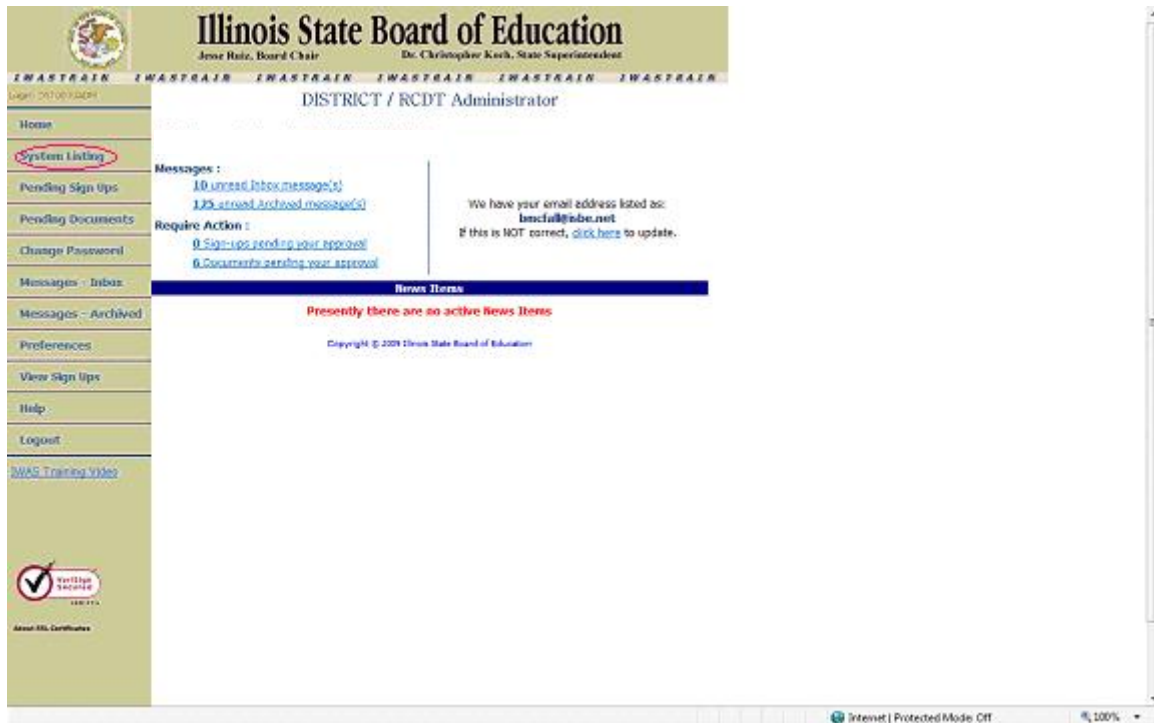 Illinois State Board of Education
Jesse Ruiz, Board Chair Dr. Christopher Koch, State Superintendent
IWASTRAIN IWASTRAIN IWASTRAIN IWASTRAIN IWASTRAIN IWASTRAIN
DISTRICT / RCDT Administrator
Home
System Listing
Pending Sign Ups
Pending Documents
Change Password
Messages - Inbox
Messages - Archived
Preferences
View Sign Ups
Help
Logout
IWAS Training Video
VeriSign
Secured
About SSL Certificates
Messages :
10 unread Inbox message(s)
125 unread Archived message(s)
Require Action :
0 Sign-ups pending your approval
6 Documents pending your approval
We have your email address listed as:
bmcfall@isbe.net
If this is NOT correct, click here to update.
News Items
Presently there are no active News Items
Copyright © 2009 Illinois State Board of Education
Internet | Protected Mode: Off
100%